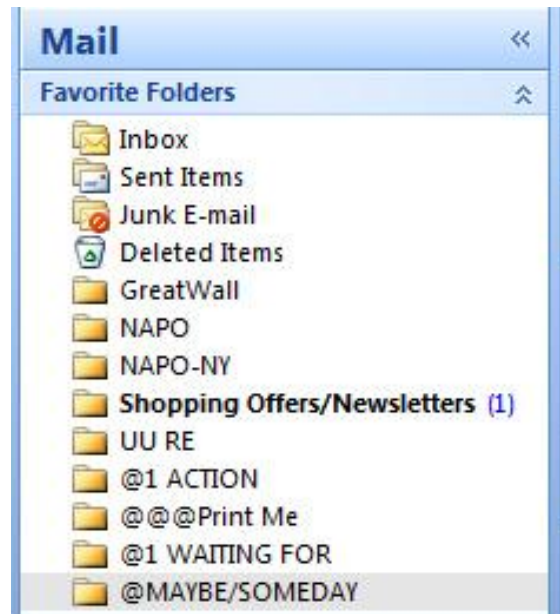 Mail
Favorite Folders
Inbox
Sent Items
Junk E-mail
Deleted Items
GreatWall
NAPO
NAPO-NY
Shopping Offers/Newsletters (1)
UU RE
@1 ACTION
@@@Print Me
@1 WAITING FOR
@MAYBE/SOMEDAY